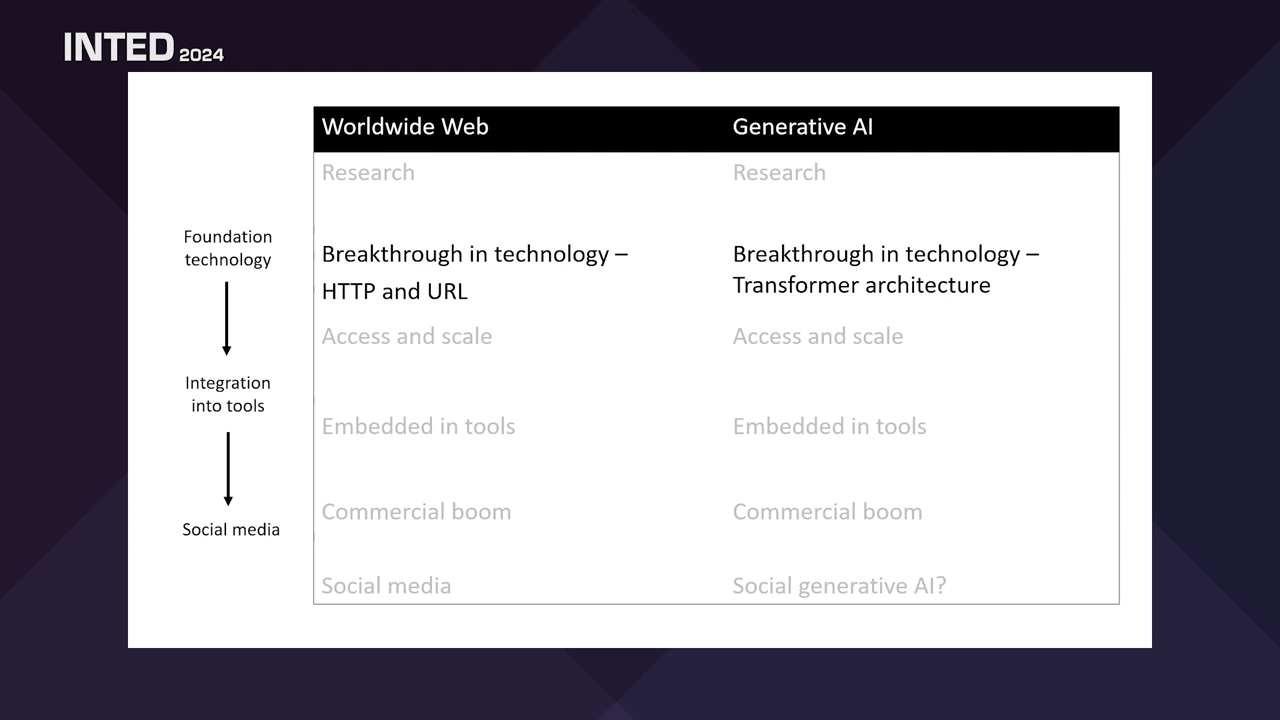 INTED 2024
Worldwide Web
Generative AI
Research
Research
Foundation
technology
Breakthrough in technology –
HTTP and URL
Breakthrough in technology –
Transformer architecture
Access and scale
Access and scale
Integration
into tools
Embedded in tools
Embedded in tools
Commercial boom
Commercial boom
Social media
Social media
Social generative AI?